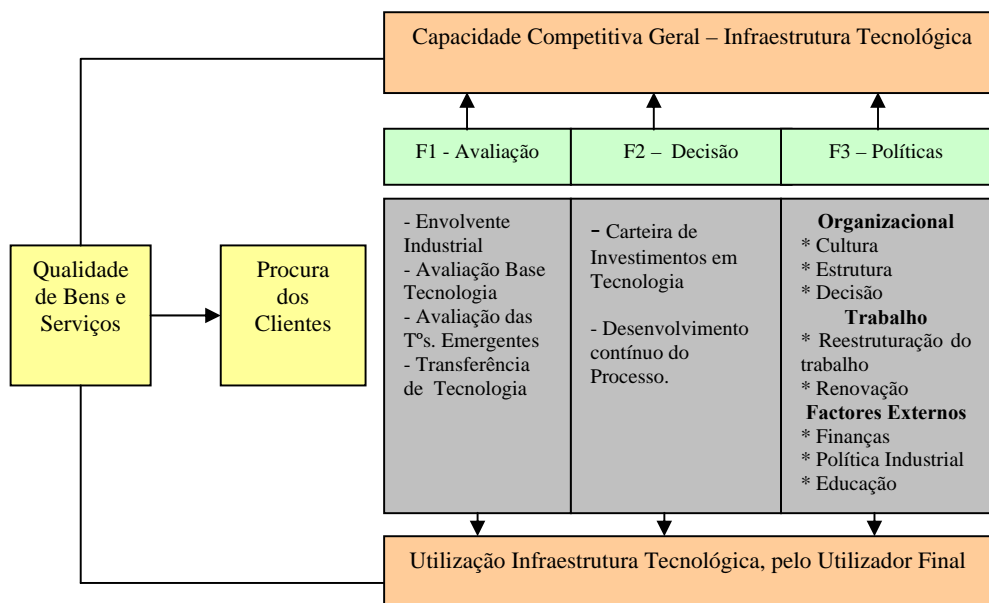 Capacidade Competitiva Geral – Infraestrutura Tecnológica
F1 - Avaliação
F2 – Decisão
F3 – Políticas
Qualidade
de Bens e
Serviços
Procura
dos
Clientes
- Envolvente
Industrial
- Avaliação Base
Tecnologia
- Avaliação das
Tºs. Emergentes
- Transferência
de Tecnologia
- Carteira de
Investimentos em
Tecnologia
- Desenvolvimento
contínuo do
Processo.
Organizacional
* Cultura
* Estrutura
* Decisão
Trabalho
* Reestruturação do
trabalho
* Renovação
Factores Externos
* Finanças
* Política Industrial
* Educação
Utilização Infraestrutura Tecnológica, pelo Utilizador Final